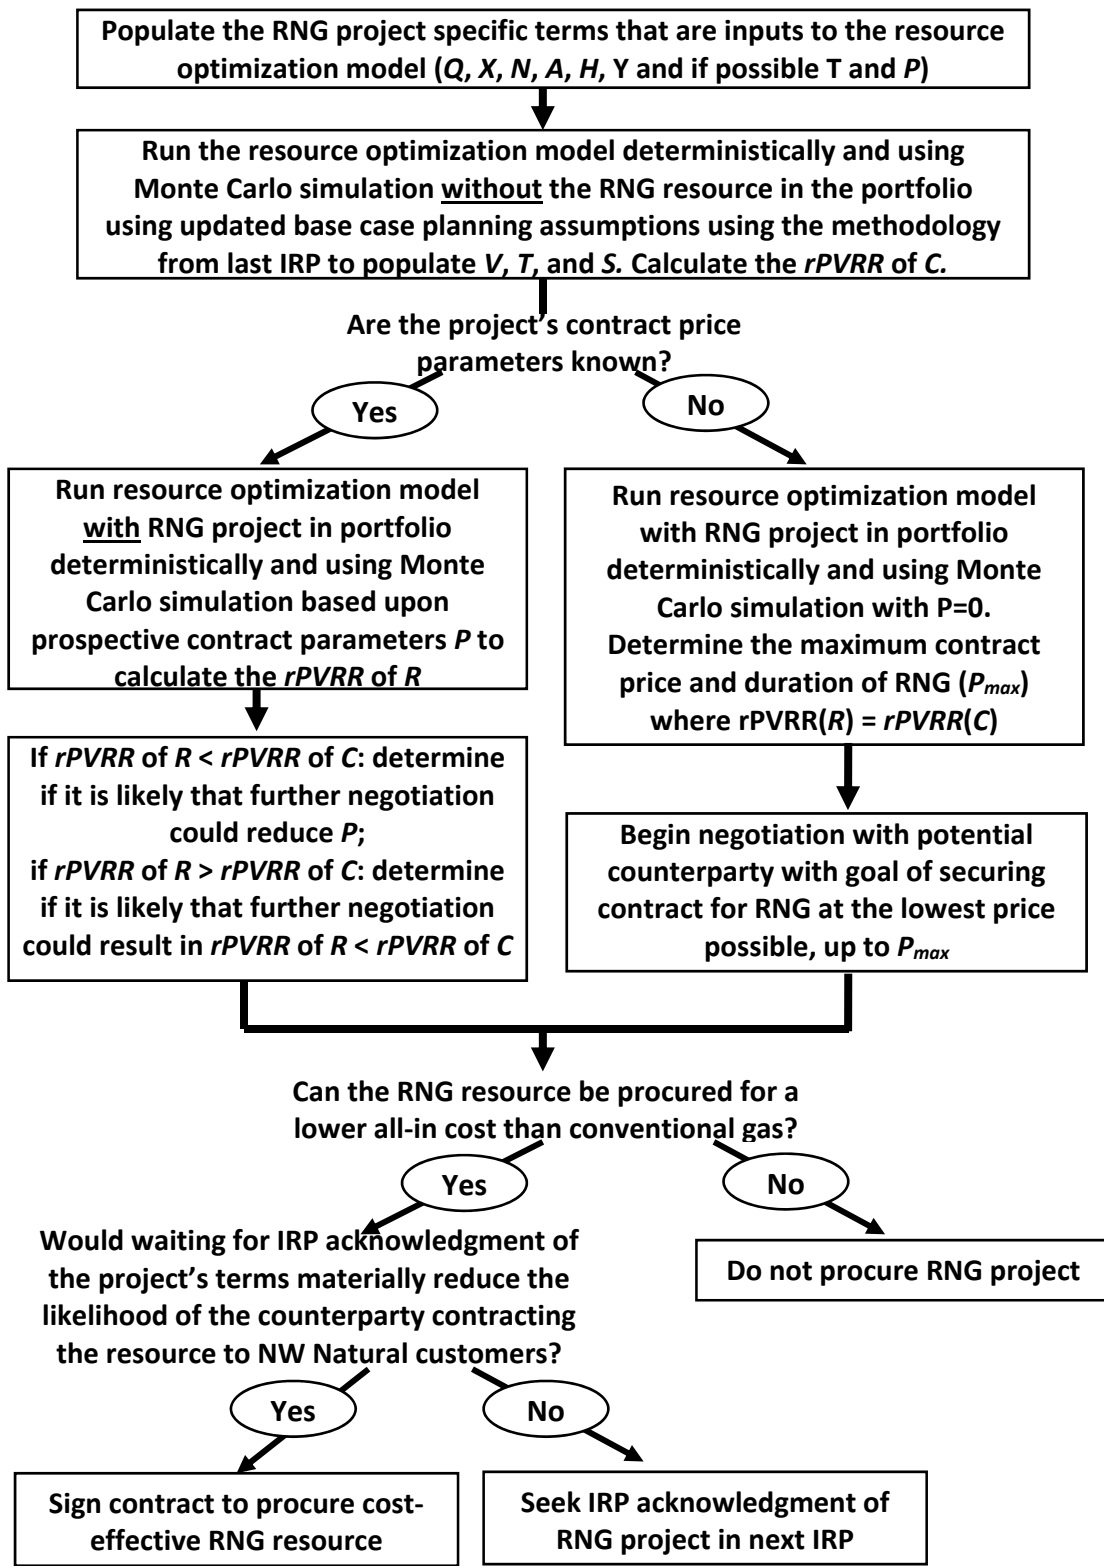 Populate the RNG project specific terms that are inputs to the resource
optimization model (Q, X, N, A, H, Y and if possible T and P)
Run the resource optimization model deterministically and using
Monte Carlo simulation without the RNG resource in the portfolio
using updated base case planning assumptions using the methodology
from last IRP to populate V, T, and S. Calculate the rPVRR of C.
Are the project's contract price
parameters known?
Yes
No
Run resource optimization model
with RNG project in portfolio
deterministically and using Monte
Carlo simulation based upon
prospective contract parameters P to
calculate the rPVRR of R
Run resource optimization model
with RNG project in portfolio
deterministically and using Monte
Carlo simulation with P=0.
Determine the maximum contract
price and duration of RNG (Pmax)
where rPVRR(R) = rPVRR(C)
If rPVRR of R < rPVRR of C: determine
if it is likely that further negotiation
could reduce P;
if rPVRR of R > rPVRR of C: determine
if it is likely that further negotiation
could result in rPVRR of R < rPVRR of C
Begin negotiation with potential
counterparty with goal of securing
contract for RNG at the lowest price
possible, up to Pmax
Can the RNG resource be procured for a
lower all-in cost than conventional gas?
Yes
No
Would waiting for IRP acknowledgment of
the project's terms materially reduce the
likelihood of the counterparty contracting
the resource to NW Natural customers?
Do not procure RNG project
Yes
No
Sign contract to procure cost-
effective RNG resource
Seek IRP acknowledgment of
RNG project in next IRP